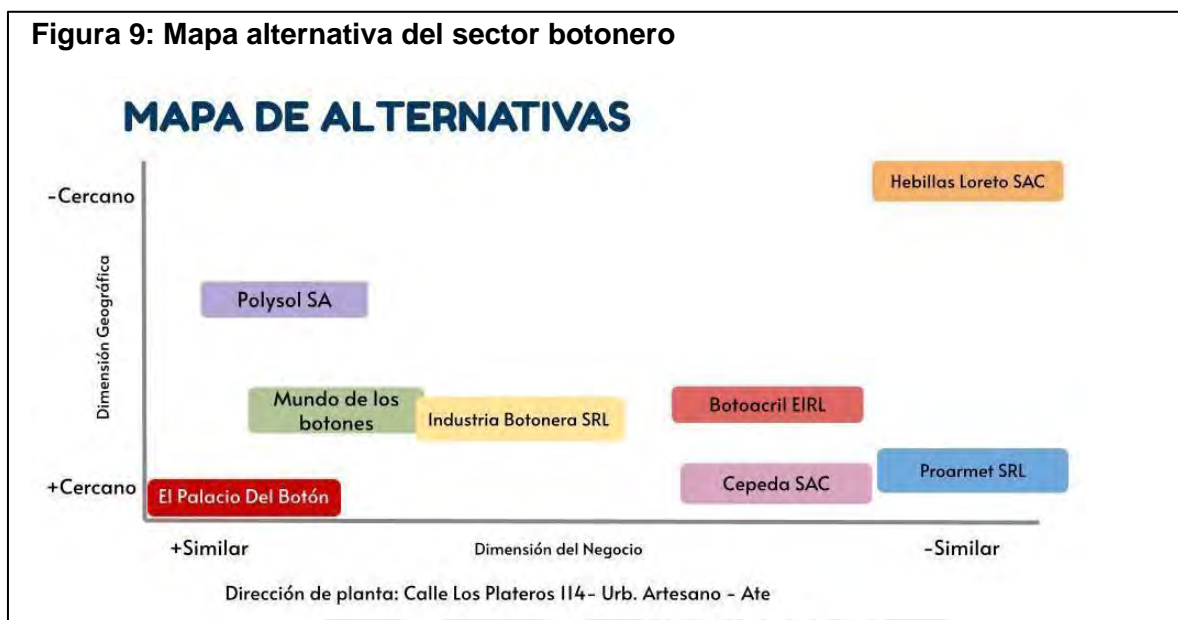 Figura 9: Mapa alternativa del sector botonero
MAPA DE ALTERNATIVAS
-Cercano
Hebillas Loreto SAC
Dimensión Geográfica
Polysol SA
Mundo de los
botones
Industria Botonera SRL
Botoacril EIRL
+Cercano
El Palacio Del Botón
Cepeda SAC
Proarmet SRL
+Similar
Dimensión del Negocio
-Similar
Dirección de planta: Calle Los Plateros 114- Urb. Artesano - Ate